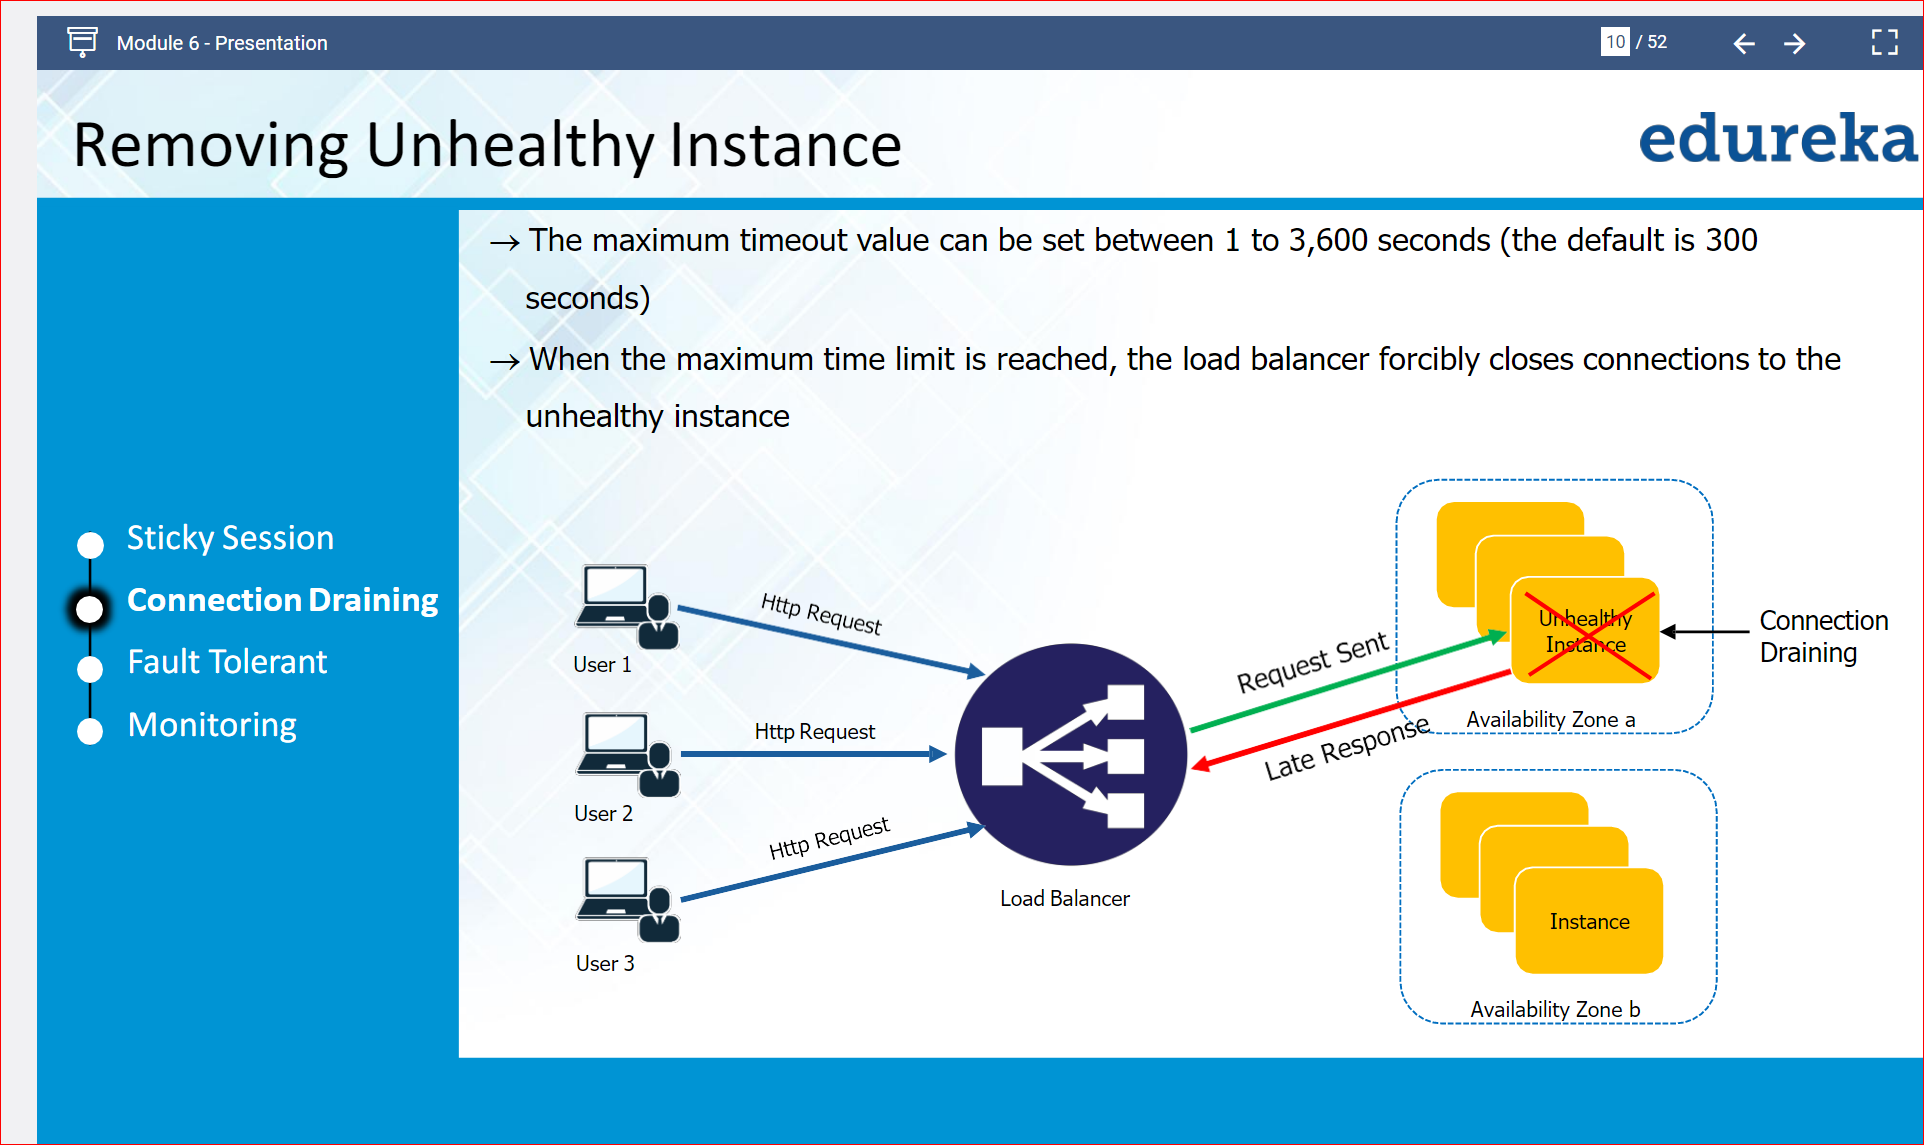 Module 6 - Presentation
10 / 52
Removing Unhealthy Instance
edureka
→ The maximum timeout value can be set between 1 to 3,600 seconds (the default is 300
seconds)
→ When the maximum time limit is reached, the load balancer forcibly closes connections to the
unhealthy instance
Sticky Session
Connection Draining
Fault Tolerant
Monitoring
User 1
Http Request
User 2
Http Request
User 3
Http Request
Load Balancer
Request Sent
Late Response
Unhealthy
Instance
Availability Zone a
Connection
Draining
Instance
Availability Zone b